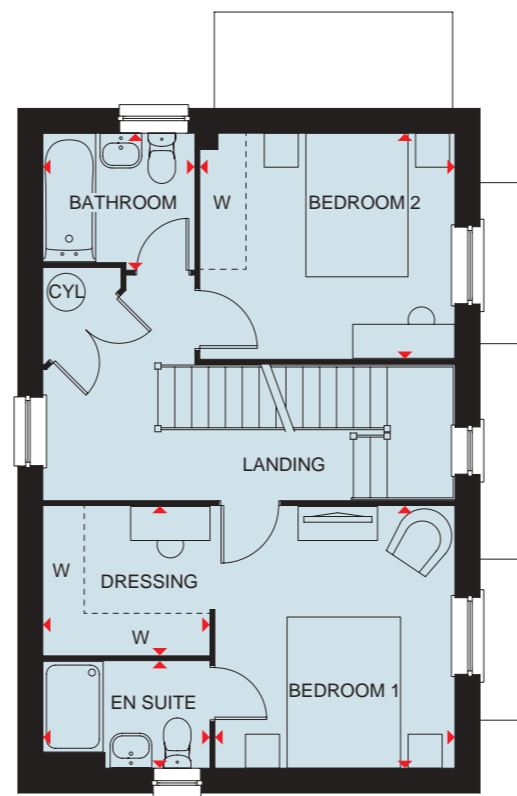 BATHROOM
W
BEDROOM 2
CYL
LANDING
W
DRESSING
W
EN SUITE
BEDROOM 1